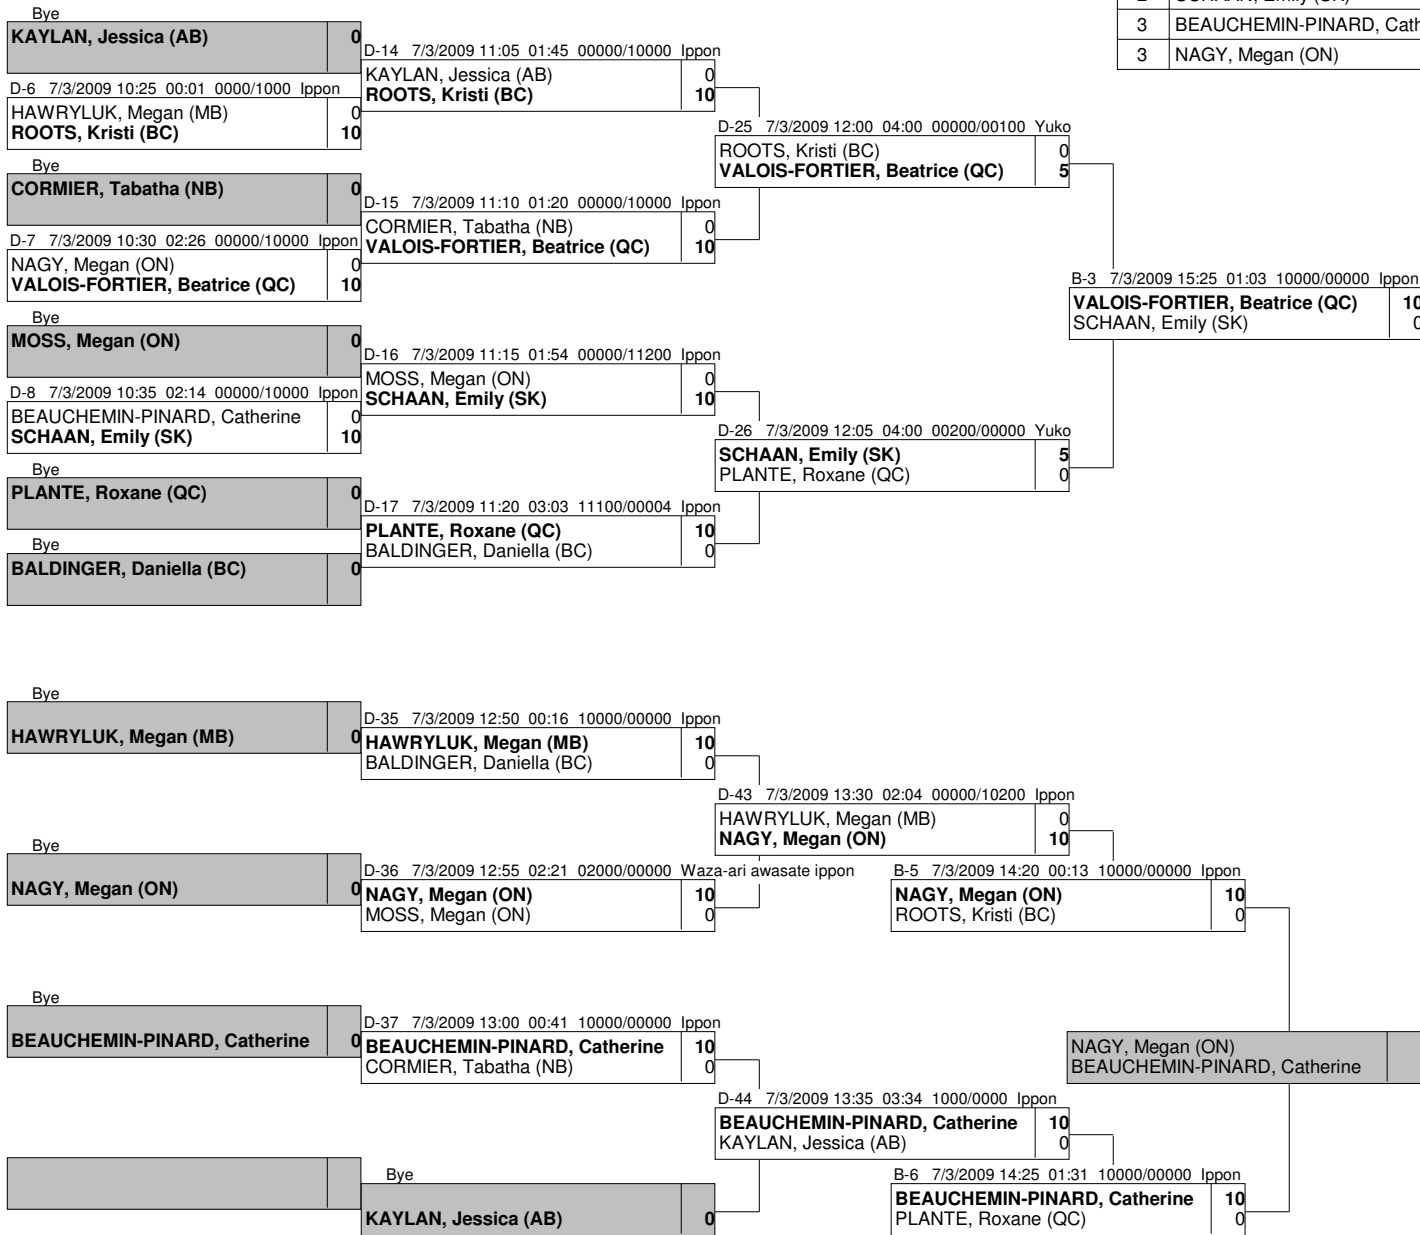 2 SCHAAN, Emily (SK)
3 BEAUCHEMIN-PINARD,
3 NAGY, Megan (ON)
Bye
KAYLAN, Jessica (AB) 0
D-6 7/3/2009 10:25 00:01 0000/1000 Ippon
HAWRYLUK, Megan (MB) 0
ROOTS, Kristi (BC) 10
Bye
CORMIER, Tabatha (NB) 0
D-7 7/3/2009 10:30 02:26 00000/10000 Ippon
NAGY, Megan (ON) 0
VALOIS-FORTIER, Beatrice (QC) 10
Bye
MOSS, Megan (ON) 0
D-8 7/3/2009 10:35 02:14 00000/10000 Ippon
BEAUCHEMIN-PINARD, Catherine 0
SCHAAN, Emily (SK) 10
Bye
PLANTE, Roxane (QC) 0
Bye
BALDINGER, Daniella (BC) 0
D-14 7/3/2009 11:05 01:45 00000/10000 Ippon
KAYLAN, Jessica (AB) 0
ROOTS, Kristi (BC) 10
D-15 7/3/2009 11:10 01:20 00000/10000 Ippon
CORMIER, Tabatha (NB) 0
VALOIS-FORTIER, Beatrice (QC) 10
D-16 7/3/2009 11:15 01:54 00000/11200 Ippon
MOSS, Megan (ON) 0
SCHAAN, Emily (SK) 10
D-17 7/3/2009 11:20 03:03 11100/00004 Ippon
PLANTE, Roxane (QC) 10
BALDINGER, Daniella (BC) 0
D-25 7/3/2009 12:00 04:00 00000/00100 Yuko
ROOTS, Kristi (BC) 0
VALOIS-FORTIER, Beatrice (QC) 5
D-26 7/3/2009 12:05 04:00 00200/00000 Yuko
SCHAAN, Emily (SK) 5
PLANTE, Roxane (QC) 0
B-3 7/3/2009 15:25 01:03 10000/00000 Ippon
VALOIS-FORTIER, Beatrice (QC) 10
SCHAAN, Emily (SK) 0
Bye
HAWRYLUK, Megan (MB) 0
Bye
NAGY, Megan (ON) 0
Bye
BEAUCHEMIN-PINARD, Catherine 0
D-35 7/3/2009 12:50 00:16 10000/00000 Ippon
HAWRYLUK, Megan (MB) 10
BALDINGER, Daniella (BC) 0
D-36 7/3/2009 12:55 02:21 02000/00000 Waza-ari awasate ippon
NAGY, Megan (ON) 10
MOSS, Megan (ON) 0
D-37 7/3/2009 13:00 00:41 10000/00000 Ippon
BEAUCHEMIN-PINARD, Catherine 10
CORMIER, Tabatha (NB) 0
Bye
KAYLAN, Jessica (AB) 0
D-43 7/3/2009 13:30 02:04 00000/10200 Ippon
HAWRYLUK, Megan (MB) 0
NAGY, Megan (ON) 10
D-44 7/3/2009 13:35 03:34 1000/0000 Ippon
BEAUCHEMIN-PINARD, Catherine 10
KAYLAN, Jessica (AB) 0
B-5 7/3/2009 14:20 00:13 10000/00000 Ippon
NAGY, Megan (ON) 10
ROOTS, Kristi (BC) 0
B-6 7/3/2009 14:25 01:31 10000/00000 Ippon
BEAUCHEMIN-PINARD, Catherine 10
PLANTE, Roxane (QC) 0
NAGY, Megan (ON)
BEAUCHEMIN-PINARD, Catherine